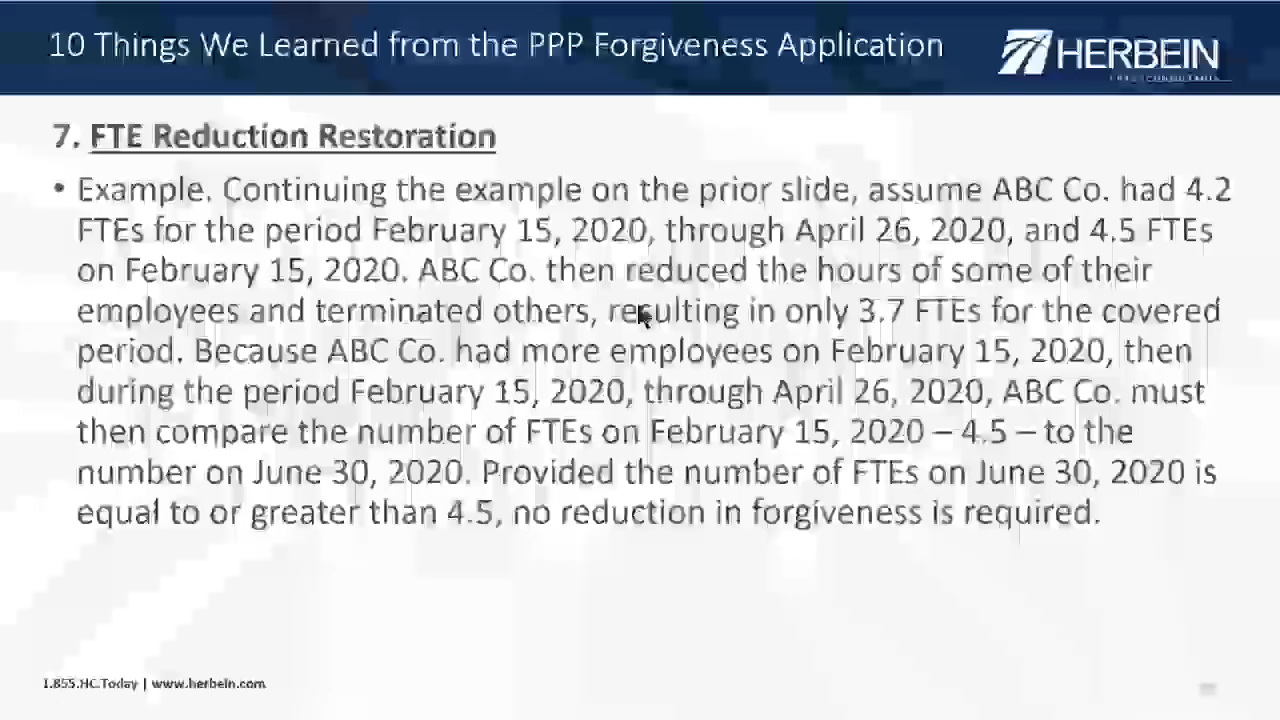 10 Things We Learned from the PPP Forgiveness Application
HERBEIN
7. FTE Reduction Restoration
• Example. Continuing the example on the prior slide, assume ABC Co. had 4.2
FTEs for the period February 15, 2020, through April 26, 2020, and 4.5 FTEs
on February 15, 2020. ABC Co. then reduced the hours of some of their
employees and terminated others, resulting in only 3.7 FTEs for the covered
period. Because ABC Co. had more employees on February 15, 2020, then
during the period February 15, 2020, through April 26, 2020, ABC Co. must
then compare the number of FTEs on February 15, 2020 – 4.5 – to the
number on June 30, 2020. Provided the number of FTEs on June 30, 2020 is
equal to or greater than 4.5, no reduction in forgiveness is required.
1.855.HC.Today | www.herbein.com